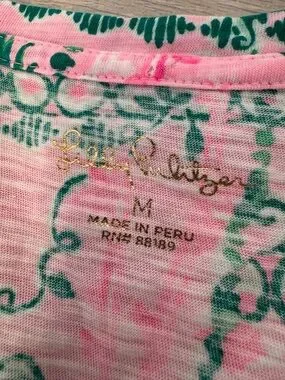 Lilly Pulitzer
M
MADE IN PERU
RN# 88189